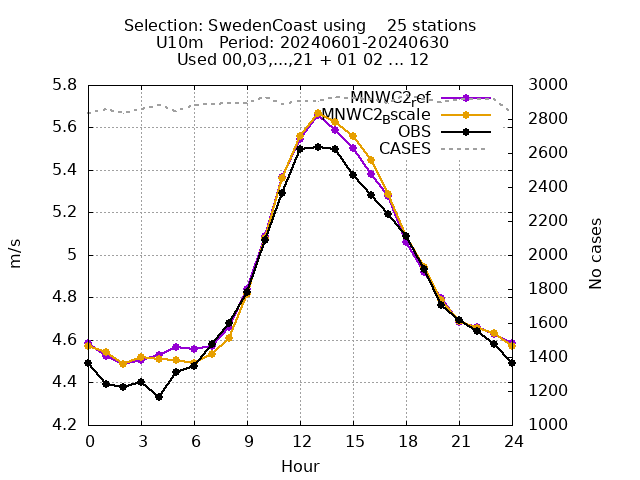 Selection: SwedenCoast using 25 stations
U10m Period: 20240601-20240630
Used 00,03,...,21 + 01 02 ... 12
5.8
5.6
5.4
5.2
5
4.8
4.6
4.4
4.2
m/s
3000
2800
2600
2400
2200
2000
1800
1600
1400
1200
1000
No cases
MNWC2_ref
MNWC2_Bscale
OBS
CASES
0 3 6 9 12 15 18 21 24
Hour